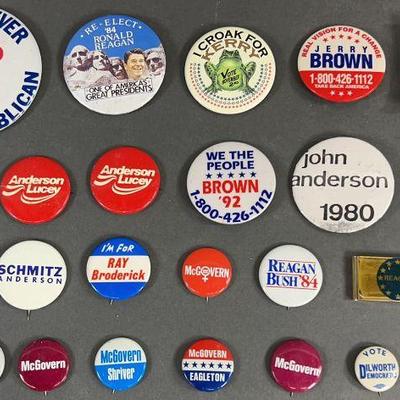 VER
BLICAN
RE-ELECT
'84
RONALD
REAGAN
ONE OF AMERICA'S
GREAT PRESIDENTS
I CROAK FOR
KERRY
VOTE
REAL VISION FOR A CHANGE
JERRY
BROWN
1-800-426-1112
TAKE BACK AMERICA
Anderson
Lucey
Anderson
Lucey
WE THE
PEOPLE
BROWN
'92
1-800-426-1112
john
anderson
1980
SCHMITZ
ANDERSON
I'M FOR
RAY
Broderick
McGOVERN
REAGAN
BUSH '84
REA
McGovern
McGovern
Shriver
McGOVERN
EAGLETON
McGovern
VOTE
DILWORTH
DEMOCRATS